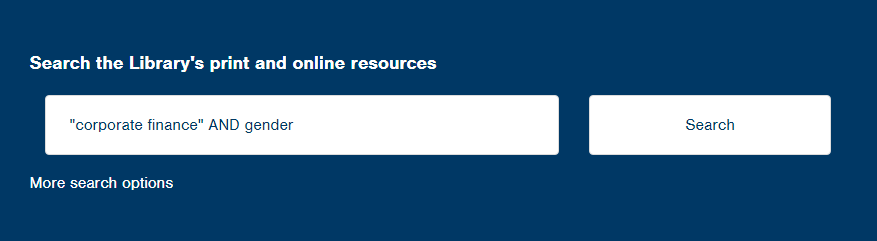 Search the Library's print and online resources
"corporate finance" AND gender
Search
More search options